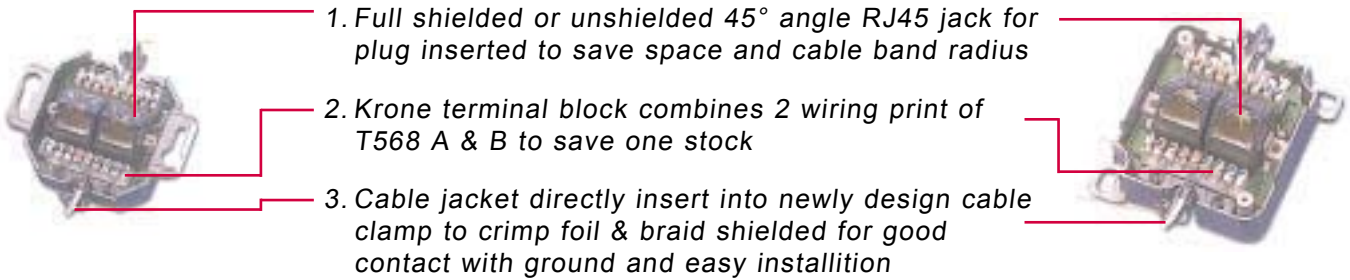 1. Full shielded or unshielded 45° angle RJ45 jack for
plug inserted to save space and cable band radius
2. Krone terminal block combines 2 wiring print of
T568 A & B to save one stock
3. Cable jacket directly insert into newly design cable
clamp to crimp foil & braid shielded for good
contact with ground and easy installition